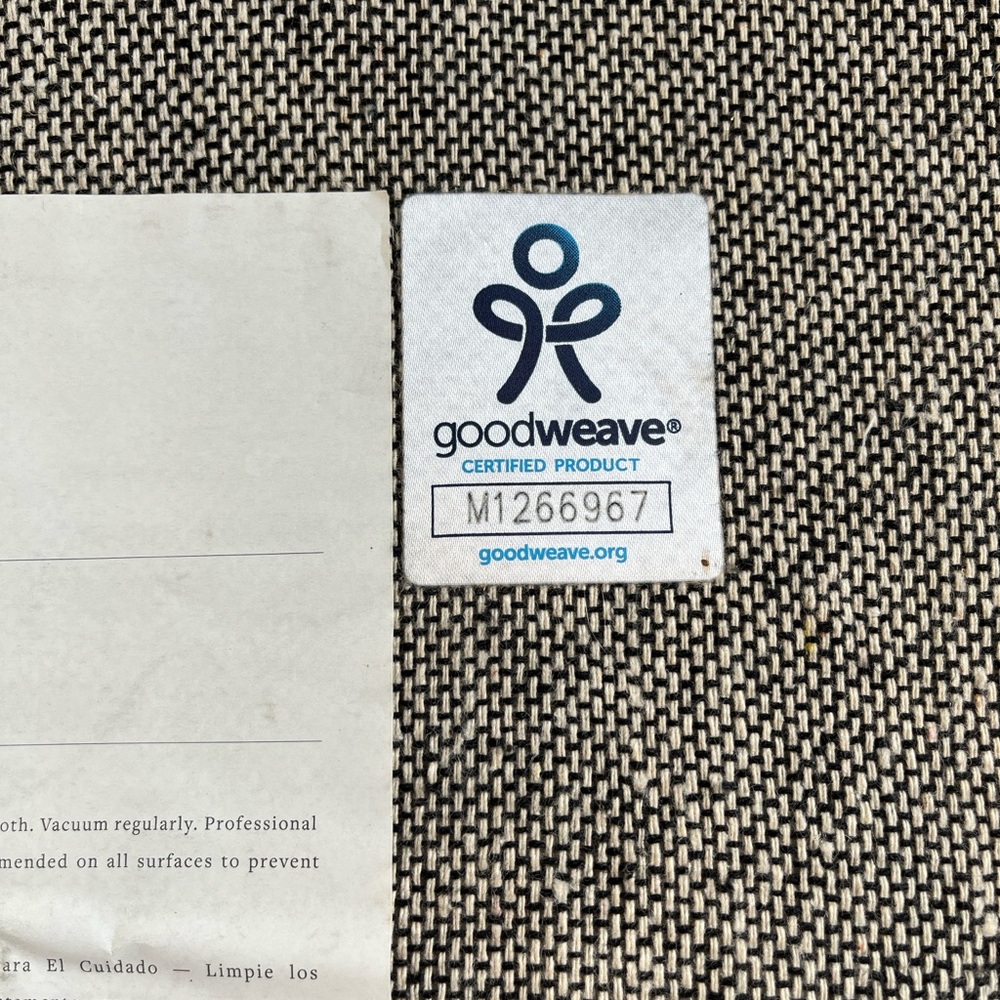 goodweave®
CERTIFIED PRODUCT
M1266967
goodweave.org
oth. Vacuum regularly. Professional
mended on all surfaces to prevent
ara El Cuidado — Limpie los